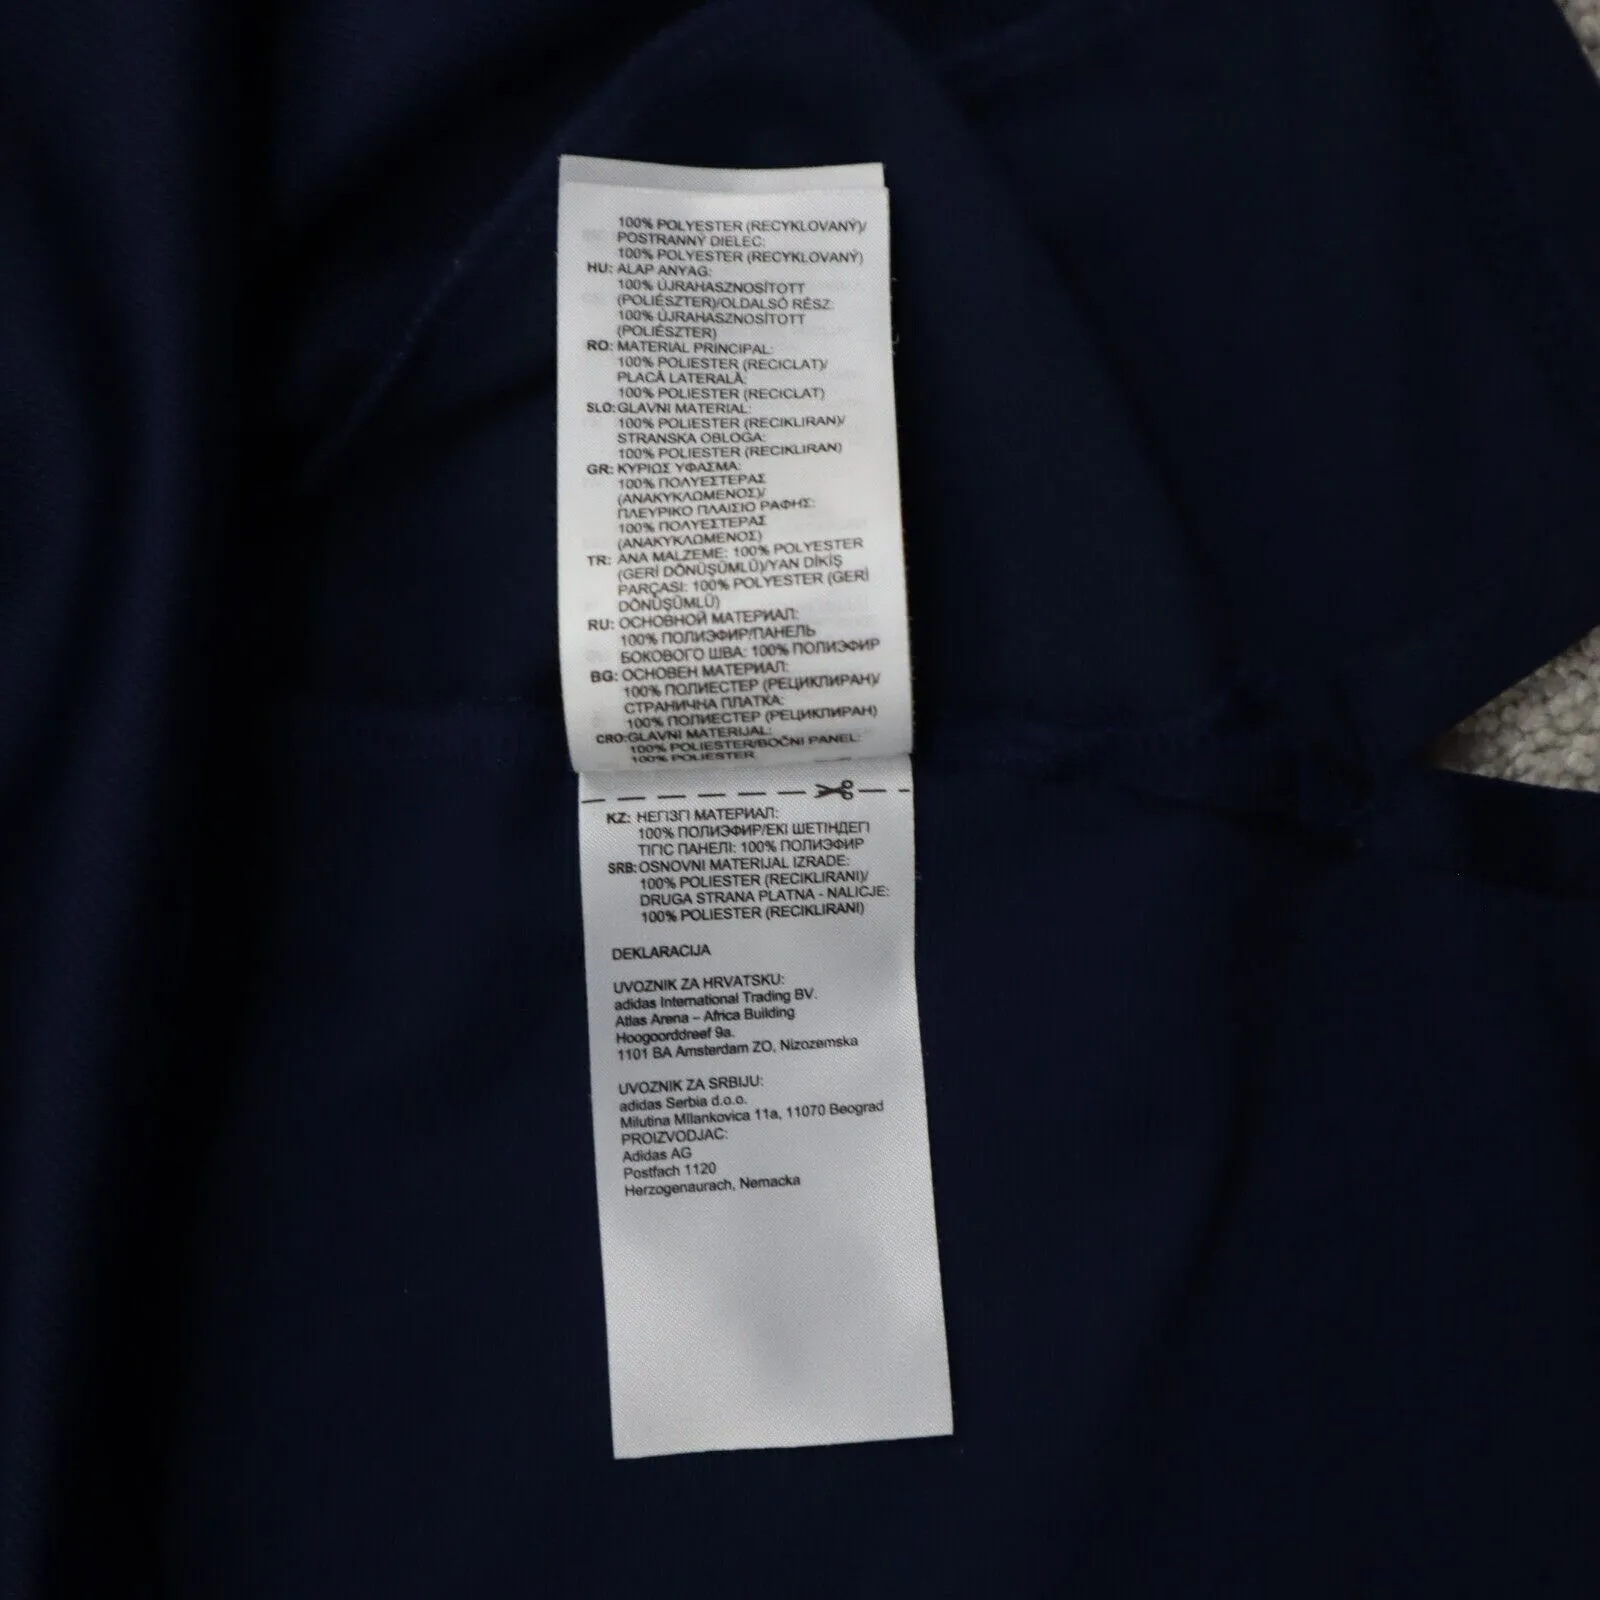 100% POLYESTER (RECYKLOVANÝ)/
POSTRANNÝ DIELEC:
100% POLYESTER (RECYKLOVANÝ)
HU: ALAP ANYAG:
100% ÚJRAHASZNOSÍTOTT
(POLIÉSZTER)/OLDALSÓ RÉSZ:
100% ÚJRAHASZNOSÍTOTT
(POLIÉSZTER)
RO: MATERIAL PRINCIPAL:
100% POLIESTER (RECICLAT)/
PLACĂ LATERALĂ:
100% POLIESTER (RECICLAT)
SLO: GLAVNI MATERIAL:
100% POLIESTER (RECIKLIRAN)/
STRANSKA OBLOGA:
100% POLIESTER (RECIKLIRAN)
GR: ΚΥΡΙΩΣ ΥΦΑΣΜΑ:
100% ΠΟΛΥΕΣΤΕΡΑΣ
(ΑΝΑΚΥΚΛΩΜΕΝΟΣ)/
ΠΛΕΥΡΙΚΟ ΠΛΑΙΣΙΟ ΡΑΦΗΣ:
100% ΠΟΛΥΕΣΤΕΡΑΣ
(ΑΝΑΚΥΚΛΩΜΕΝΟΣ)
TR: ANA MALZEME: 100% POLYESTER
(GERİ DÖNÜŞÜMLÜ)/YAN DİKİŞ
PARÇASI: 100% POLYESTER (GERİ
DÖNÜŞÜMLÜ)
RU: ОСНОВНОЙ МАТЕРИАЛ:
100% ПОЛИЭФИР/ПАНЕЛЬ
БОКОВОГО ШВА: 100% ПОЛИЭФИР
BG: ОСНОВЕН МАТЕРИАЛ:
100% ПОЛИЕСТЕР (РЕЦИКЛИРАН)/
СТРАНИЧНА ПЛАТКА:
100% ПОЛИЕСТЕР (РЕЦИКЛИРАН)
CRO: GLAVNI MATERIJAL:
100% POLIESTER/BOČNI PANEL:
100% POLIESTER
KZ: НЕГІЗГІ МАТЕРИАЛ:
100% ПОЛИЭФИР/ЕКІ ШЕТІНДЕГІ
ТІГІС ПАНЕЛІ: 100% ПОЛИЭФИР
SRB: OSNOVNI MATERIJAL IZRADE:
100% POLIESTER (RECIKLIRANI)/
DRUGA STRANA PLATNA - NALICJE:
100% POLIESTER (RECIKLIRANI)
DEKLARACIJA
UVOZNIK ZA HRVATSKU:
adidas International Trading BV.
Atlas Arena – Africa Building
Hoogoorddreef 9a.
1101 BA Amsterdam ZO, Nizozemska
UVOZNIK ZA SRBIJU:
adidas Serbia d.o.o.
Milutina MIlankovica 11a, 11070 Beograd
PROIZVODJAC:
Adidas AG
Postfach 1120
Herzogenaurach, Nemacka